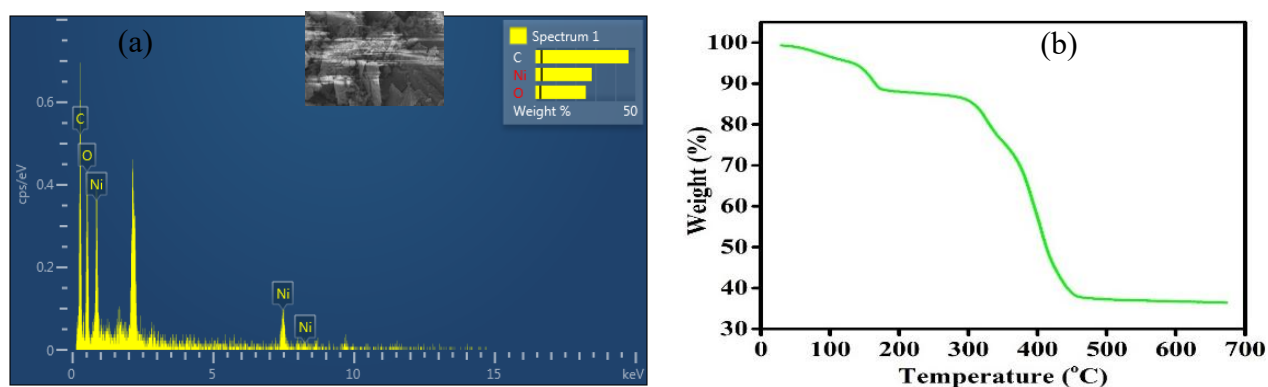 (a)
Spectrum 1
C
Ni
O
Weight % 50
cps/eV
0.6
0.4
0.2
0
C
O
Ni
Ni
Ni
0 5 10 15 keV
(b)
Weight (%)
100
90
80
70
60
50
40
30
0 100 200 300 400 500 600 700
Temperature (°C)